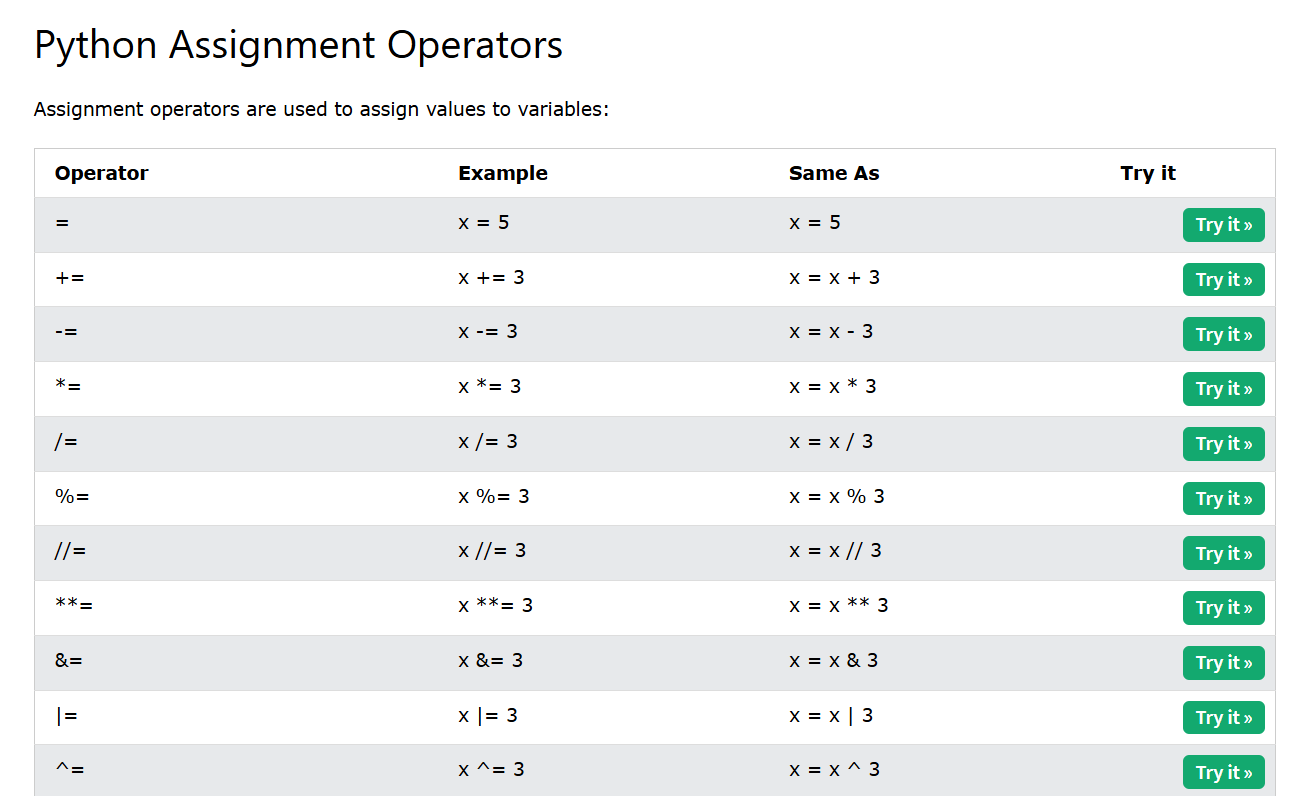 Python Assignment Operators
Assignment operators are used to assign values to variables:
Operator Example Same As Try it
= x = 5 x = 5 Try it »
+= x += 3 x = x + 3 Try it »
-= x -= 3 x = x - 3 Try it »
*= x *= 3 x = x * 3 Try it »
/= x /= 3 x = x / 3 Try it »
%= x %= 3 x = x % 3 Try it »
//= x //= 3 x = x // 3 Try it »
**= x **= 3 x = x ** 3 Try it »
&= x &= 3 x = x & 3 Try it »
|= x |= 3 x = x | 3 Try it »
^= x ^= 3 x = x ^ 3 Try it »